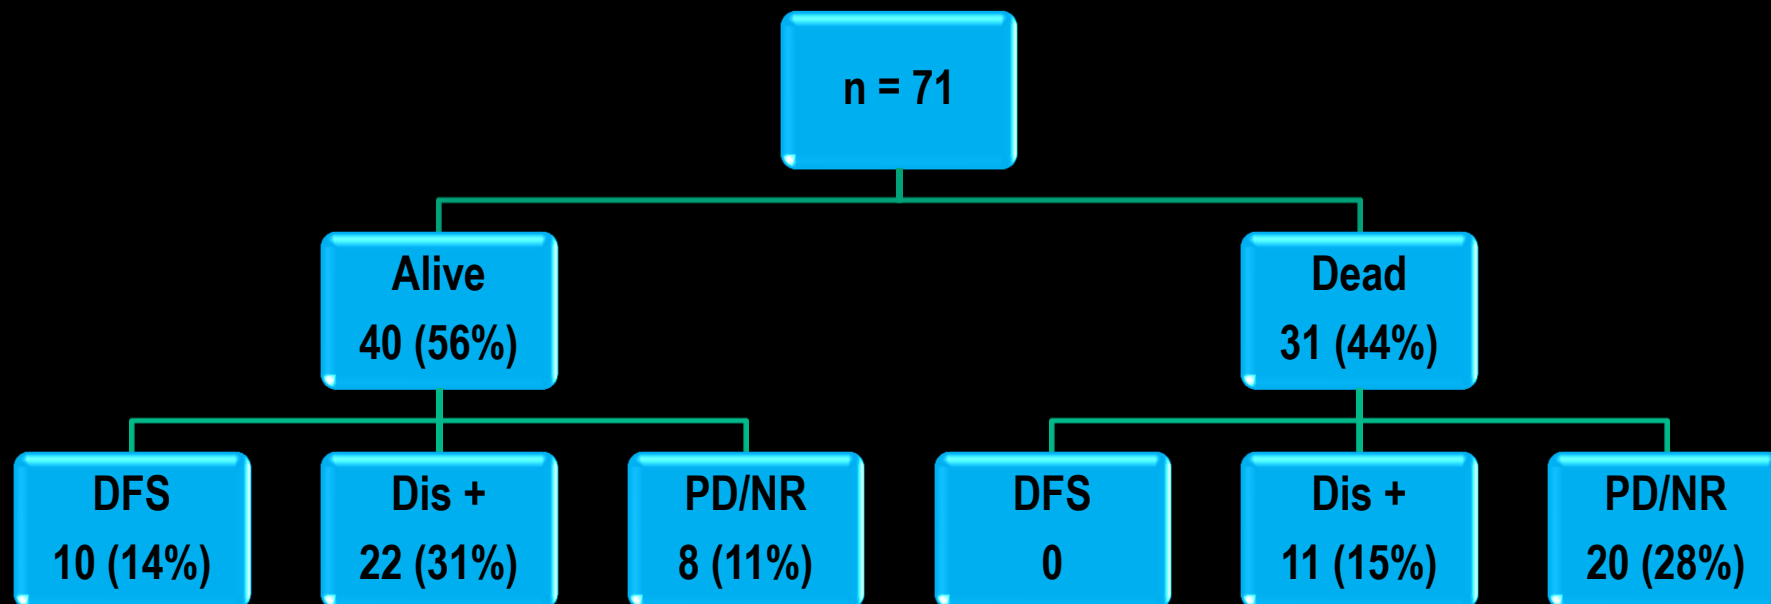 n = 71
Alive
40 (56%)
Dead
31 (44%)
DFS
10 (14%)
Dis +
22 (31%)
PD/NR
8 (11%)
DFS
0
Dis +
11 (15%)
PD/NR
20 (28%)